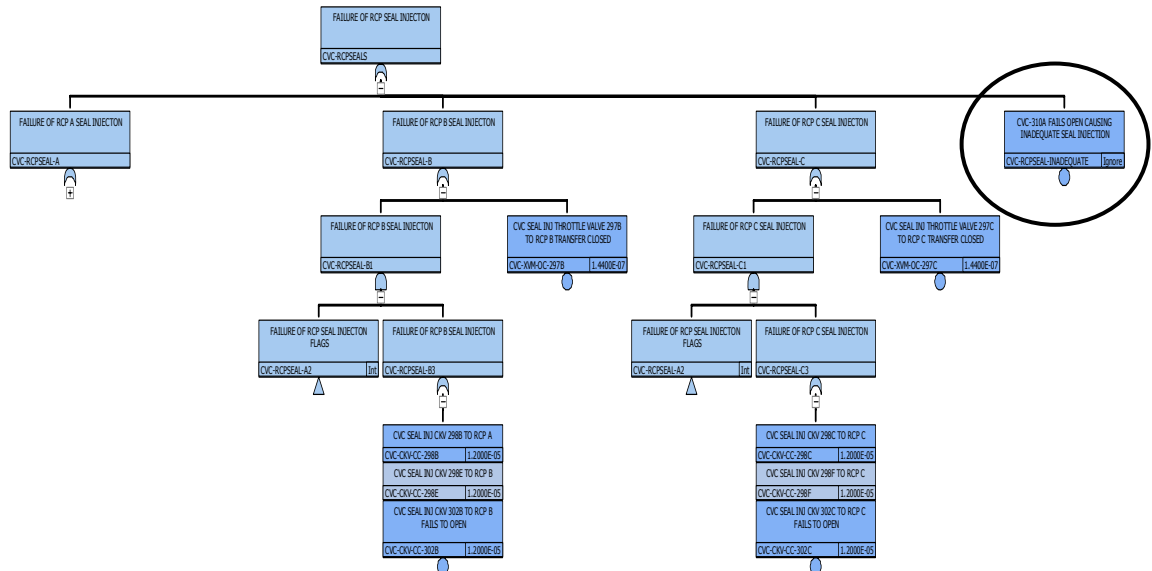 FAILURE OF RCP SEAL INJECTON
CVC-RCPSEALS
FAILURE OF RCP A SEAL INJECTON
CVC-RCPSEAL-A
FAILURE OF RCP B SEAL INJECTON
CVC-RCPSEAL-B
FAILURE OF RCP C SEAL INJECTON
CVC-RCPSEAL-C
CVC-310A FAILS OPEN CAUSING
INADEQUATE SEAL INJECTION
CVC-RCPSEAL-INADEQUATE Ignore
FAILURE OF RCP B SEAL INJECTON
CVC-RCPSEAL-B1
CVC SEAL INJ THROTTLE VALVE 297B
TO RCP B TRANSFER CLOSED
CVC-XVM-OC-297B 1.4400E-07
FAILURE OF RCP C SEAL INJECTON
CVC-RCPSEAL-C1
CVC SEAL INJ THROTTLE VALVE 297C
TO RCP C TRANSFER CLOSED
CVC-XVM-OC-297C 1.4400E-07
FAILURE OF RCP SEAL INJECTON
FLAGS
CVC-RCPSEAL-A2 Int
FAILURE OF RCP B SEAL INJECTON
CVC-RCPSEAL-B3
FAILURE OF RCP SEAL INJECTON
FLAGS
CVC-RCPSEAL-A2 Int
FAILURE OF RCP C SEAL INJECTON
CVC-RCPSEAL-C3
CVC SEAL INJ CKV 298B TO RCP A
CVC-CKV-CC-298B 1.2000E-05
CVC SEAL INJ CKV 298E TO RCP B
CVC-CKV-CC-298E 1.2000E-05
CVC SEAL INJ CKV 302B TO RCP B
FAILS TO OPEN
CVC-CKV-CC-302B 1.2000E-05
CVC SEAL INJ CKV 298C TO RCP C
CVC-CKV-CC-298C 1.2000E-05
CVC SEAL INJ CKV 298F TO RCP C
CVC-CKV-CC-298F 1.2000E-05
CVC SEAL INJ CKV 302C TO RCP C
FAILS TO OPEN
CVC-CKV-CC-302C 1.2000E-05